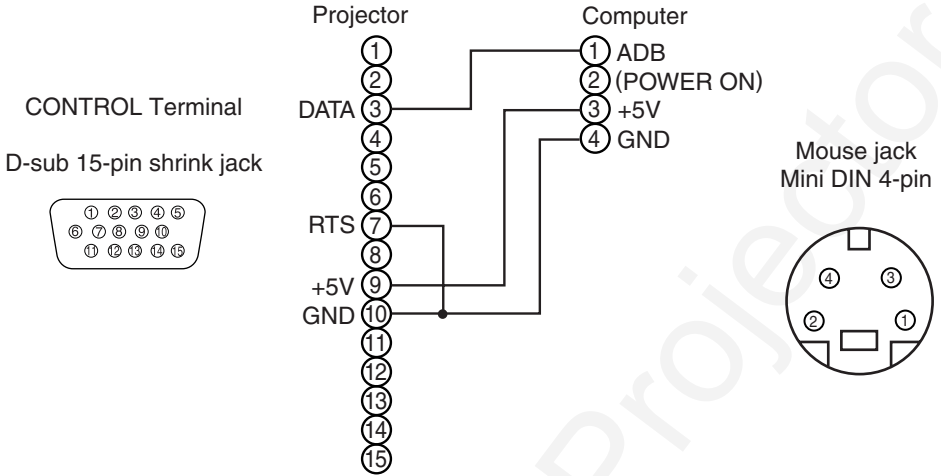 Projector Computer
① ① ADB
② ② (POWER ON)
CONTROL Terminal DATA ③ ③ +5V
④ ④ GND
D-sub 15-pin shrink jack ⑤ Mouse jack
Mini DIN 4-pin
⑥
① ② ③ ④ ⑤ RTS ⑦
⑥ ⑦ ⑧ ⑨ ⑩ ⑧
⑪ ⑫ ⑬ ⑭ ⑮ +5V ⑨ ④ ③
GND ⑩ ② ①
⑪
⑫
⑬
⑭
⑮
Projector